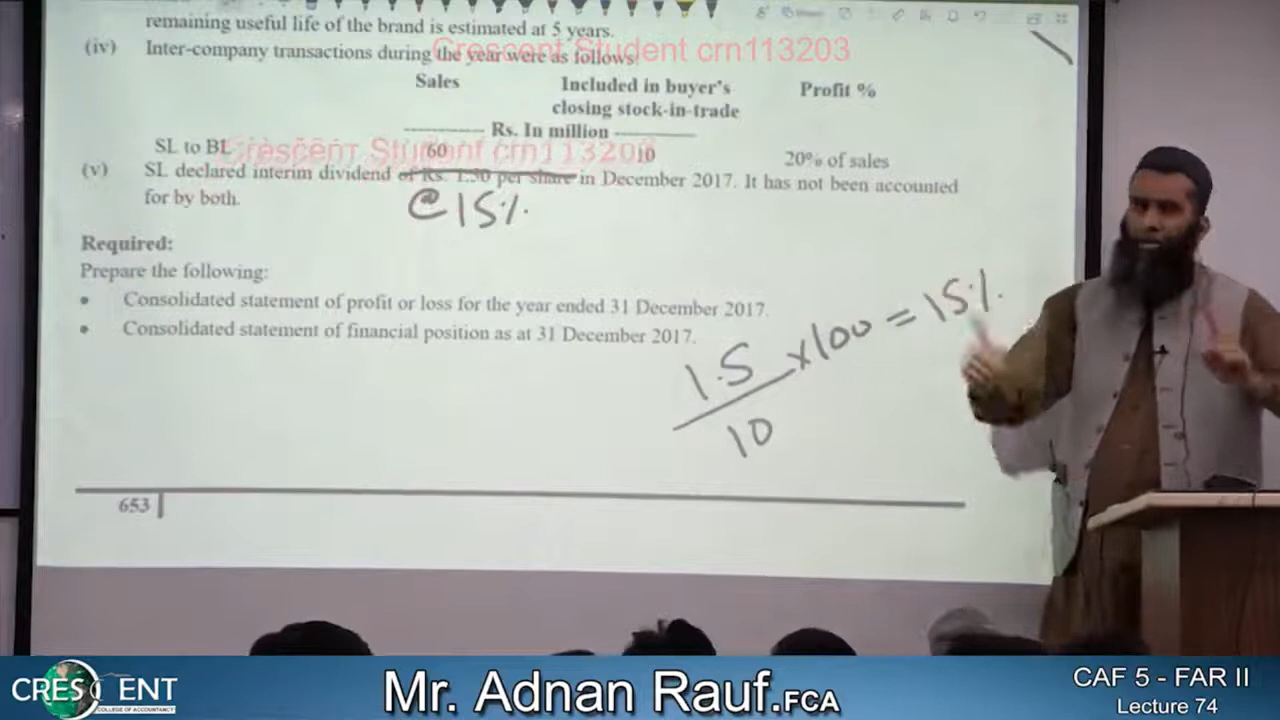 remaining useful life of the brand is estimated at 5 years.
(iv) Inter-company transactions during the year were as follows
Crescent Student crn113203
Sales Included in buyer's closing stock-in-trade Profit %
Rs. In million
SL to BL 60 10 20% of sales
Crescent Student crn113203
(v) SL declared interim dividend of Rs. 1.50 per share in December 2017. It has not been accounted
for by both.
@15%.
Required:
Prepare the following:
• Consolidated statement of profit or loss for the year ended 31 December 2017.
• Consolidated statement of financial position as at 31 December 2017.
1.5/10 x100 = 15%.
653
CRESCENT
COLLEGE OF ACCOUNTANCY
Mr. Adnan Rauf.FCA
CAF 5 - FAR II
Lecture 74